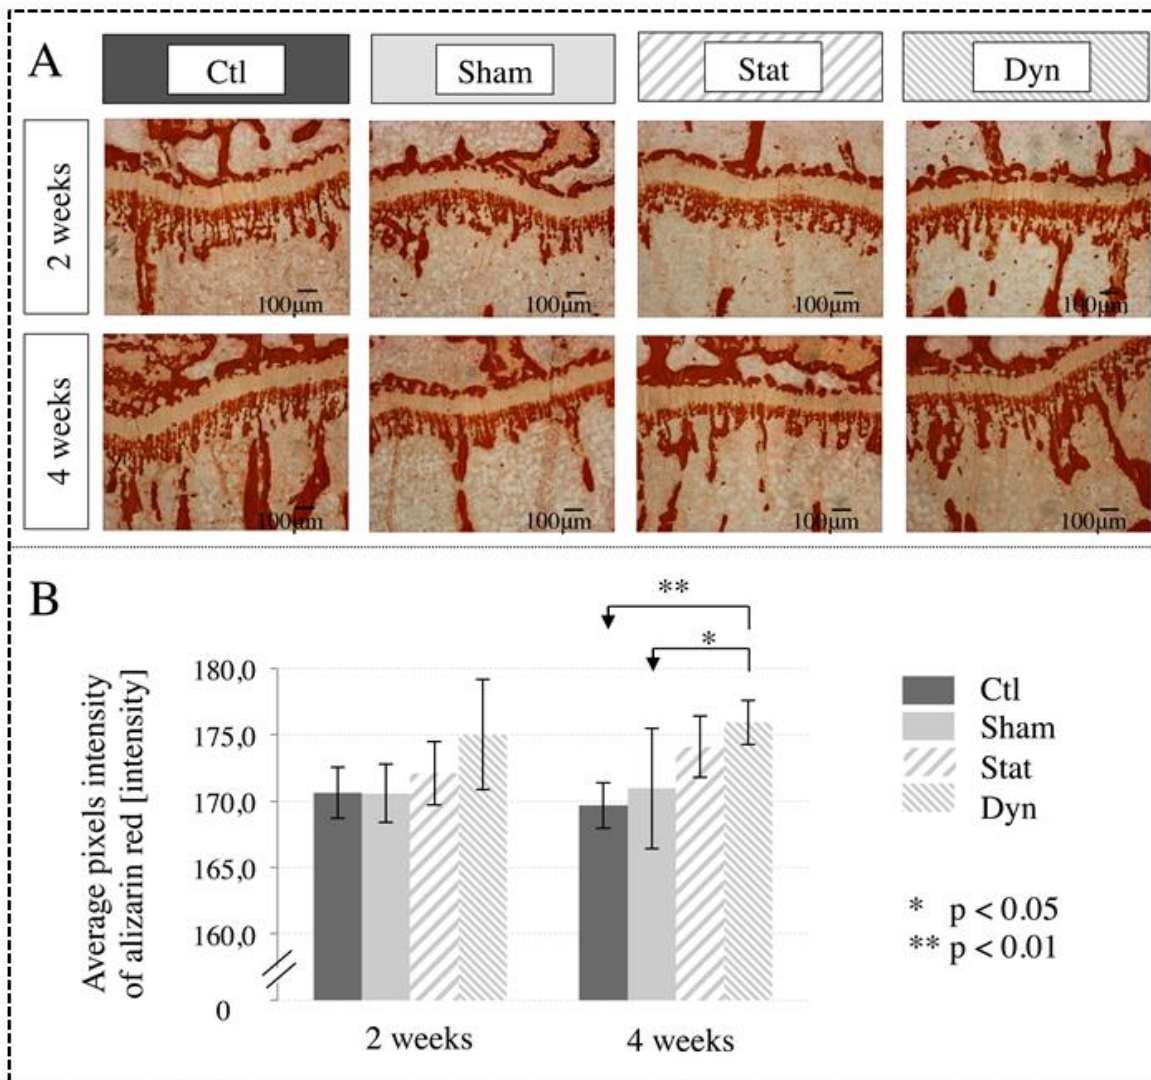 A
Ctl
Sham
Stat
Dyn
2 weeks
100µm
100µm
100µm
100µm
4 weeks
100µm
100µm
100µm
100µm
B
**
*
Average pixels intensity
of alizarin red [intensity]
180,0
175,0
170,0
165,0
160,0
0
2 weeks
4 weeks
Ctl
Sham
Stat
Dyn
* p < 0.05
** p < 0.01